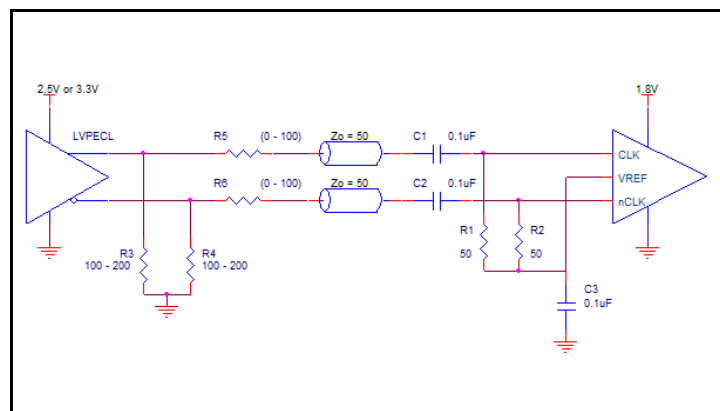 2.5V or 3.3V
1.8V
LVPECL
R5 (0 - 100)
Zo = 50
C1 0.1uF
CLK
R6 (0 - 100)
Zo = 50
C2 0.1uF
VREF
nCLK
R3
100 - 200
R4
100 - 200
R1
50
R2
50
C3
0.1uF